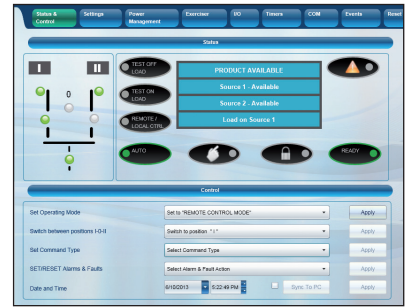 Status & Control Settings Power Management Exerciser I/O Timers COM Events Reset
Status
I 0 II
TEST OFF LOAD
TEST ON LOAD
REMOTE / LOCAL CTRL
PRODUCT AVAILABLE
Source 1 - Available
Source 2 - Available
Load on Source 1
AUTO READY
Control
Set Operating Mode Set to "REMOTE CONTROL MODE" Apply
Switch between positions I-0-II Switch to position Apply
Set Command Type Select Command Type Apply
SET/RESET Alarms & Faults Select Alarm & Fault Action Apply
Date and Time 6/10/2013 5:22:49 PM Sync To PC Apply